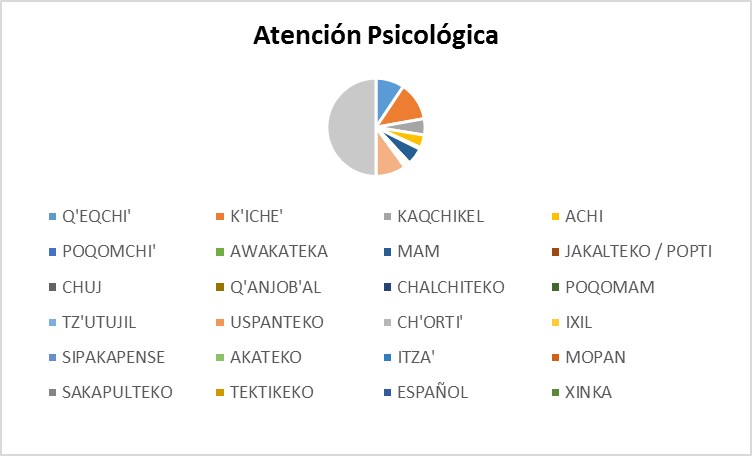 Atención Psicológica
Q'EQCHI' K'ICHE' KAQCHIKEL ACHI
POQOMCHI' AWAKATEKA MAM JAKALTEKO / POPTI
CHUJ Q'ANJOB'AL CHALCHITEKO POQOMAM
TZ'UTUJIL USPANTEKO CH'ORTI' IXIL
SIPAKAPENSE AKATEKO ITZA' MOPAN
SAKAPULTEKO TEKTIKEKO ESPAÑOL XINKA